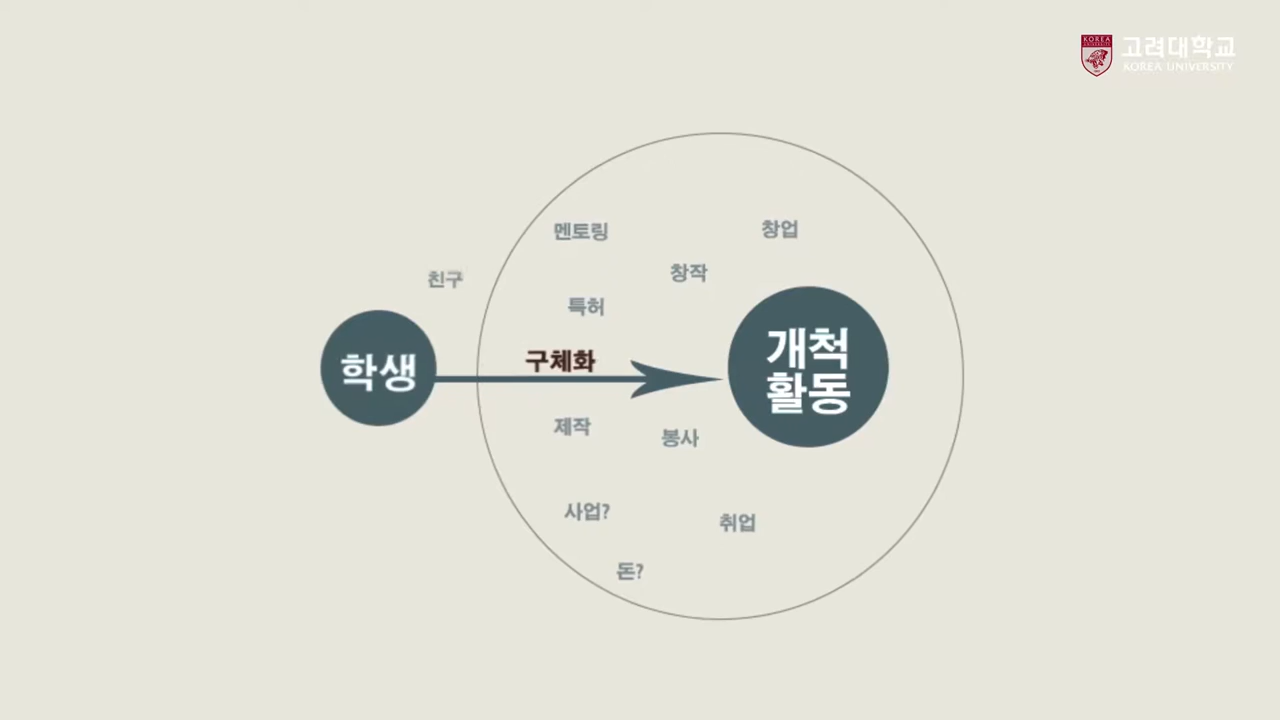 KOREA
고려대학교
KOREA UNIVERSITY
멘토링
창업
창작
친구
특허
구체화
학생
개척
활동
제작
봉사
사업?
취업
돈?